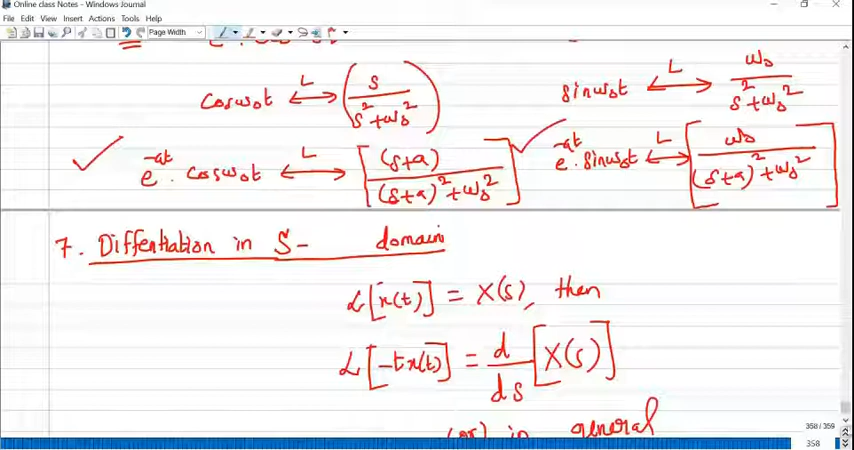 Online class Notes - Windows Journal
File Edit View Insert Actions Tools Help
Page Width
cosω₀t ⟷ᴸ (s / (s² + ω₀²))
sinω₀t ⟷ᴸ ω₀ / (s² + ω₀²)
e^{-at} · cosω₀t ⟷ᴸ [(s+a) / ((s+a)² + ω₀²)]
e^{-at} · sinω₀t ⟷ᴸ [ω₀ / ((s+a)² + ω₀²)]
7. Diffentiation in S- domain
L[x(t)] = X(s), then
L[-tx(t)] = d/ds [X(s)]
(or) in general
358 / 359
358